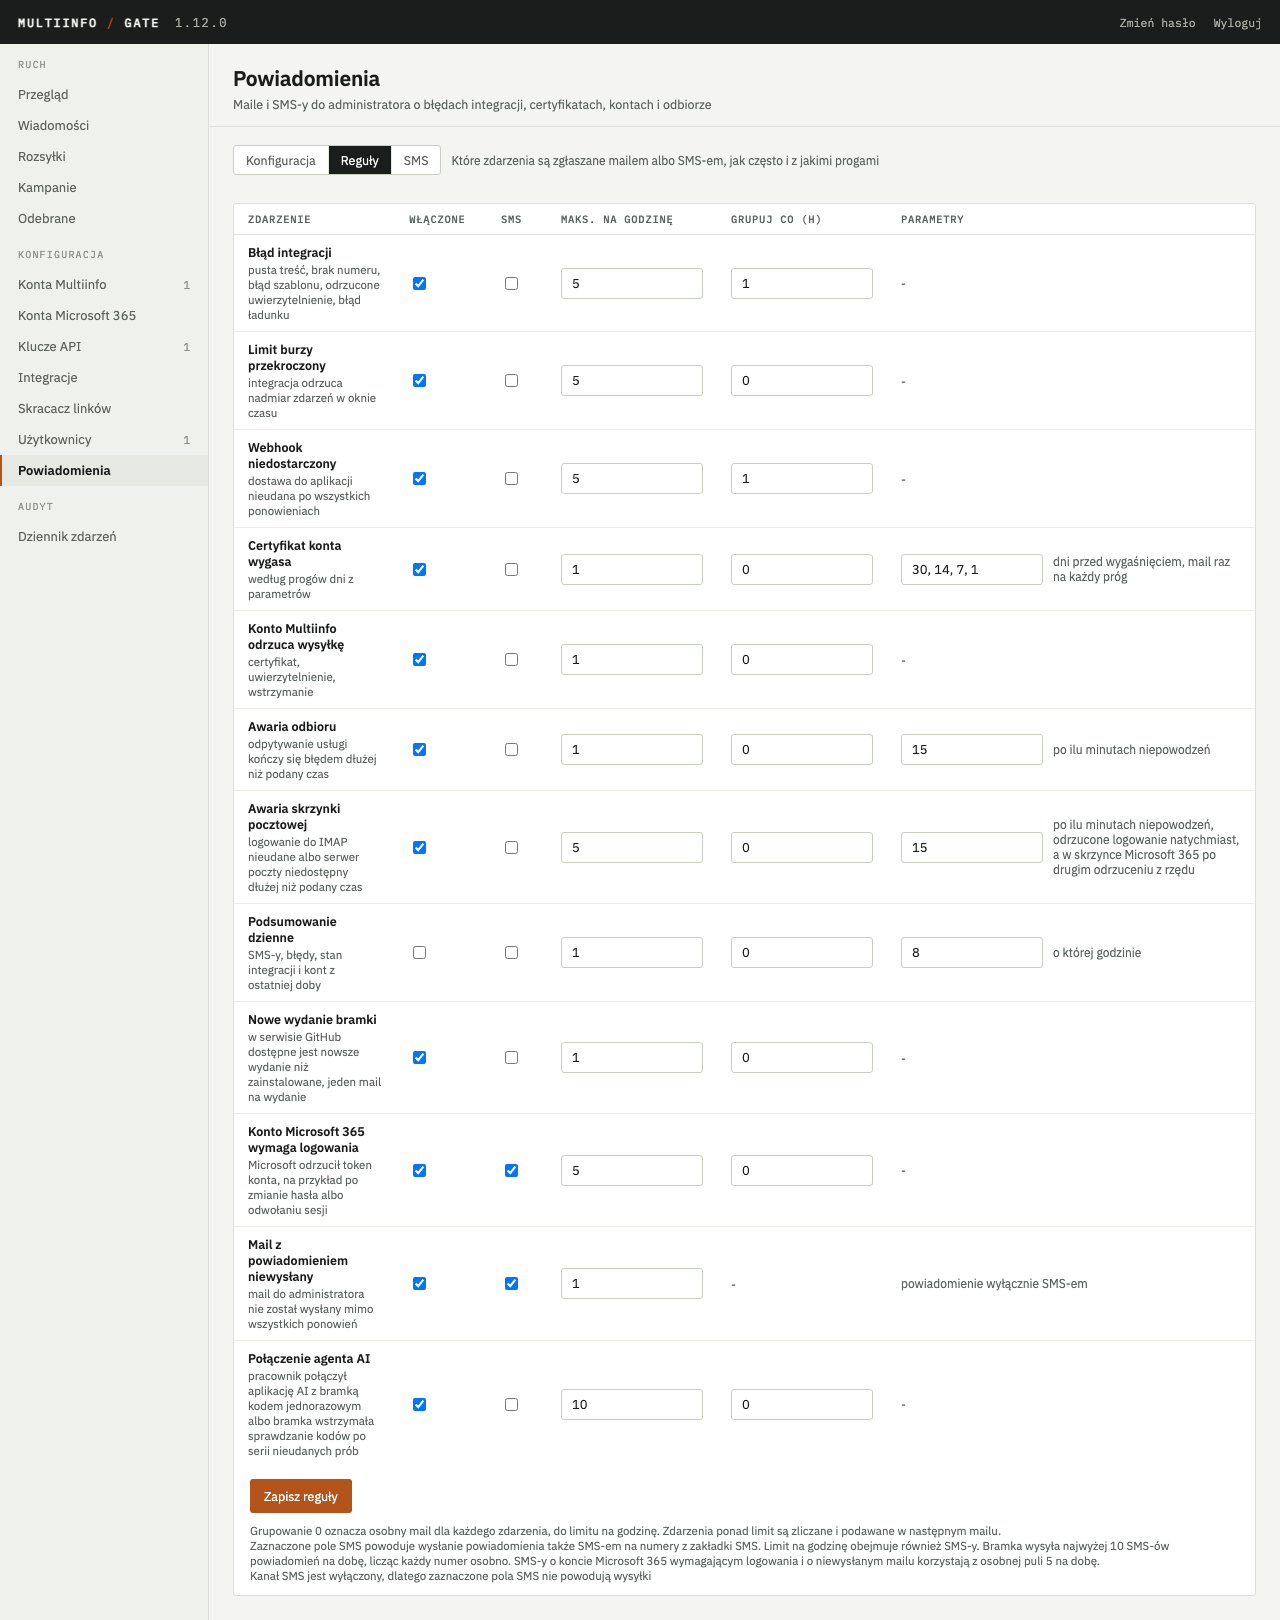 MULTIINFO / GATE 1.12.0
Zmień hasło Wyloguj
RUCH
Przegląd
Wiadomości
Rozsyłki
Kampanie
Odebrane
KONFIGURACJA
Konta Multiinfo 1
Konta Microsoft 365
Klucze API 1
Integracje
Skracacz linków
Użytkownicy 1
Powiadomienia
AUDYT
Dziennik zdarzeń
Powiadomienia
Maile i SMS-y do administratora o błędach integracji, certyfikatach, kontach i odbiorze
Konfiguracja Reguły SMS Które zdarzenia są zgłaszane mailem albo SMS-em, jak często i z jakimi progami
ZDARZENIE WŁĄCZONE SMS MAKS. NA GODZINĘ GRUPUJ CO (H) PARAMETRY
Błąd integracji
pusta treść, brak numeru,
błąd szablonu, odrzucone
uwierzytelnienie, błąd
ładunku
5 1 -
Limit burzy
przekroczony
integracja odrzuca
nadmiar zdarzeń w oknie
czasu
5 0 -
Webhook
niedostarczony
dostawa do aplikacji
nieudana po wszystkich
ponowieniach
5 1 -
Certyfikat konta
wygasa
według progów dni z
parametrów
1 0 30, 14, 7, 1
dni przed wygaśnięciem, mail raz
na każdy próg
Konto Multiinfo
odrzuca wysyłkę
certyfikat,
uwierzytelnienie,
wstrzymanie
1 0 -
Awaria odbioru
odpytywanie usługi
kończy się błędem dłużej
niż podany czas
1 0 15 po ilu minutach niepowodzeń
Awaria skrzynki
pocztowej
logowanie do IMAP
nieudane albo serwer
poczty niedostępny
dłużej niż podany czas
5 0 15
po ilu minutach niepowodzeń,
odrzucone logowanie natychmiast,
a w skrzynce Microsoft 365 po
drugim odrzuceniu z rzędu
Podsumowanie
dzienne
SMS-y, błędy, stan
integracji i kont z
ostatniej doby
1 0 8 o której godzinie
Nowe wydanie bramki
w serwisie GitHub
dostępne jest nowsze
wydanie niż
zainstalowane, jeden mail
na wydanie
1 0 -
Konto Microsoft 365
wymaga logowania
Microsoft odrzucił token
konta, na przykład po
zmianie hasła albo
odwołaniu sesji
5 0 -
Mail z
powiadomieniem
niewysłany
mail do administratora
nie został wysłany mimo
wszystkich ponowień
1 - powiadomienie wyłącznie SMS-em
Połączenie agenta AI
pracownik połączył
aplikację AI z bramką
kodem jednorazowym
albo bramka wstrzymała
sprawdzanie kodów po
serii nieudanych prób
10 0 -
Zapisz reguły
Grupowanie 0 oznacza osobny mail dla każdego zdarzenia, do limitu na godzinę. Zdarzenia ponad limit są zliczane i podawane w następnym mailu.
Zaznaczone pole SMS powoduje wysłanie powiadomienia także SMS-em na numery z zakładki SMS. Limit na godzinę obejmuje również SMS-y. Bramka wysyła najwyżej 10 SMS-ów
powiadomień na dobę, licząc każdy numer osobno. SMS-y o koncie Microsoft 365 wymagającym logowania i o niewysłanym mailu korzystają z osobnej puli 5 na dobę.
Kanał SMS jest wyłączony, dlatego zaznaczone pola SMS nie powodują wysyłki